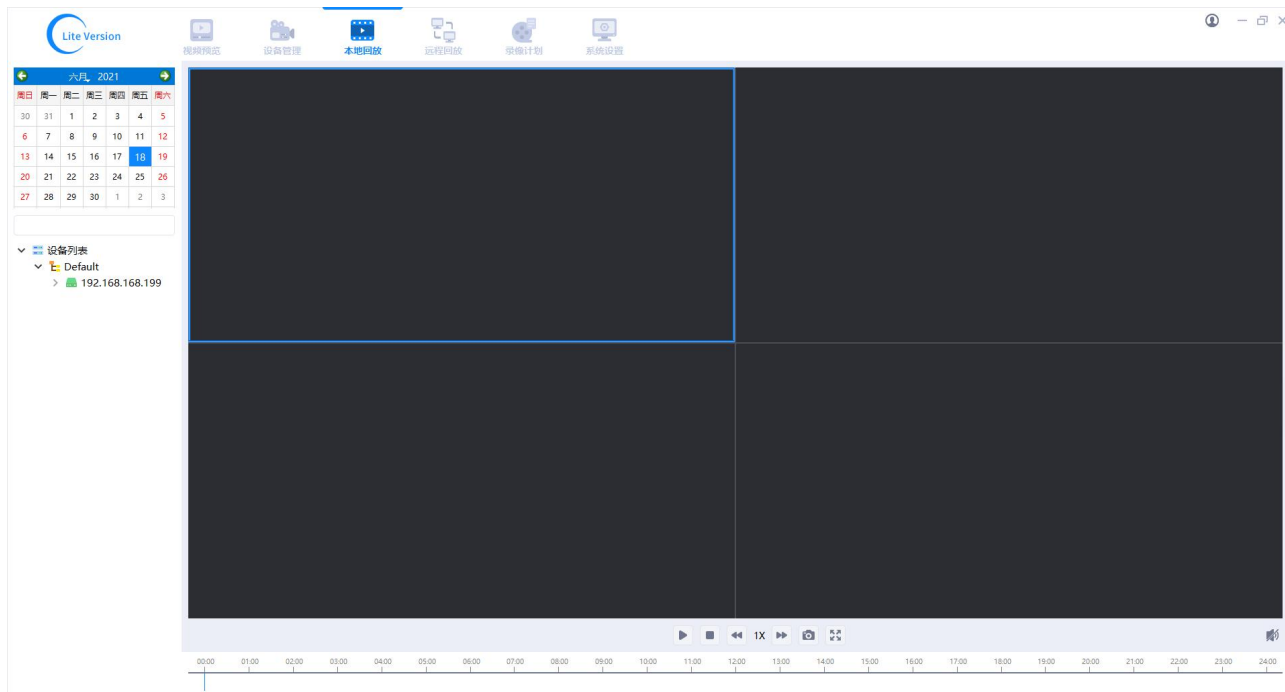 Lite Version
视频预览 设备管理 本地回放 远程回放 录像计划 系统设置
六月, 2021
周日 周一 周二 周三 周四 周五 周六
30 31 1 2 3 4 5
6 7 8 9 10 11 12
13 14 15 16 17 18 19
20 21 22 23 24 25 26
27 28 29 30 1 2 3
设备列表
Default
192.168.168.199
1X
00:00 01:00 02:00 03:00 04:00 05:00 06:00 07:00 08:00 09:00 10:00 11:00 12:00 13:00 14:00 15:00 16:00 17:00 18:00 19:00 20:00 21:00 22:00 23:00 24:00